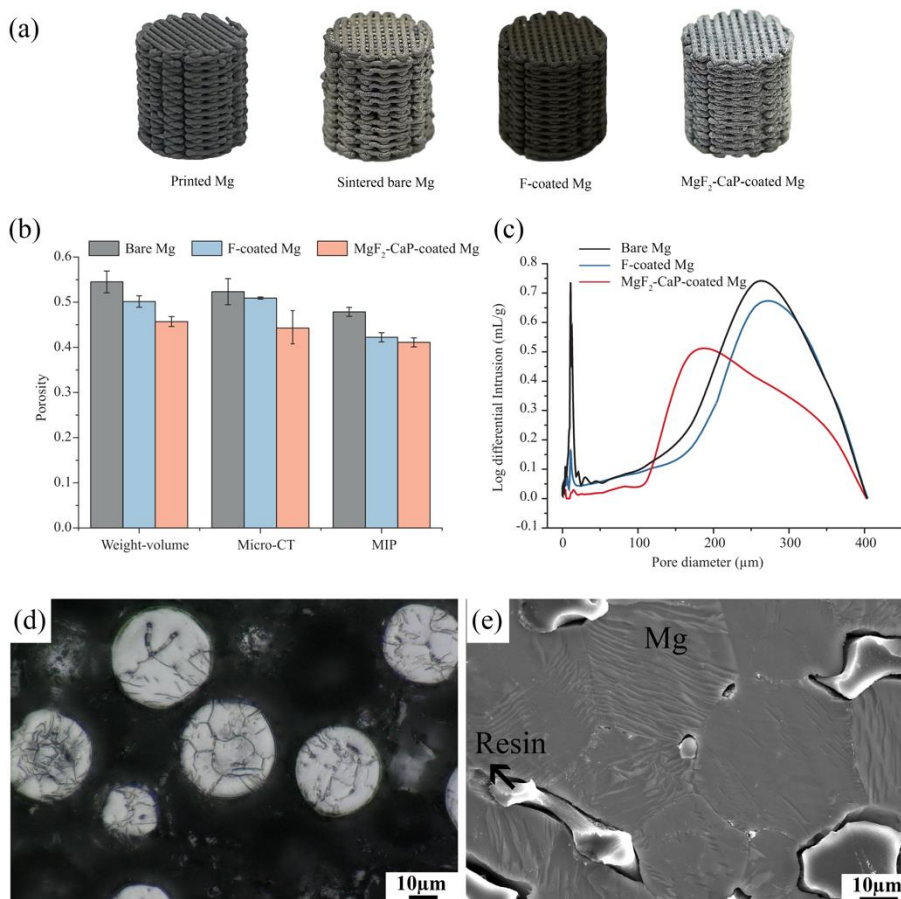 (a)
Printed Mg
Sintered bare Mg
F-coated Mg
MgF₂-CaP-coated Mg
(b)
Bare Mg
F-coated Mg
MgF₂-CaP-coated Mg
0.6
0.5
0.4
0.3
0.2
0.1
0.0
Porosity
Weight-volume
Micro-CT
MIP
(c)
Bare Mg
F-coated Mg
MgF₂-CaP-coated Mg
0.8
0.7
0.6
0.5
0.4
0.3
0.2
0.1
0.0
-0.1
Log differential Intrusion (mL/g)
0
100
200
300
400
Pore diameter (µm)
(d)
10µm
(e)
Mg
Resin
10µm